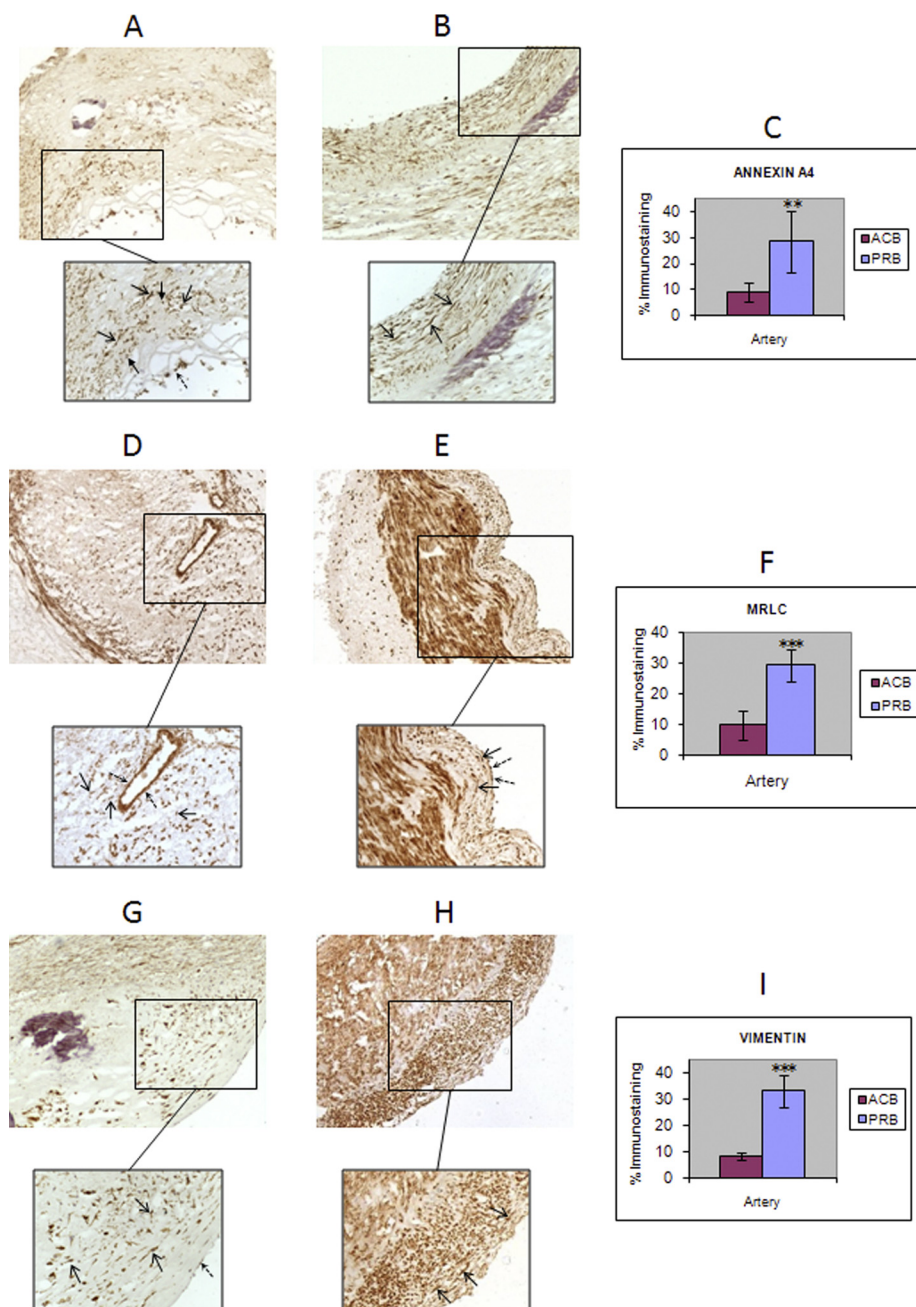 A
B
C
ANNEXIN A4
% Immunostaining
40
30
20
10
0
**
Artery
ACB
PRB
D
E
F
MRLC
% Immunostaining
40
30
20
10
0
***
Artery
ACB
PRB
G
H
I
VIMENTIN
% Immunostaining
40
30
20
10
0
***
Artery
ACB
PRB